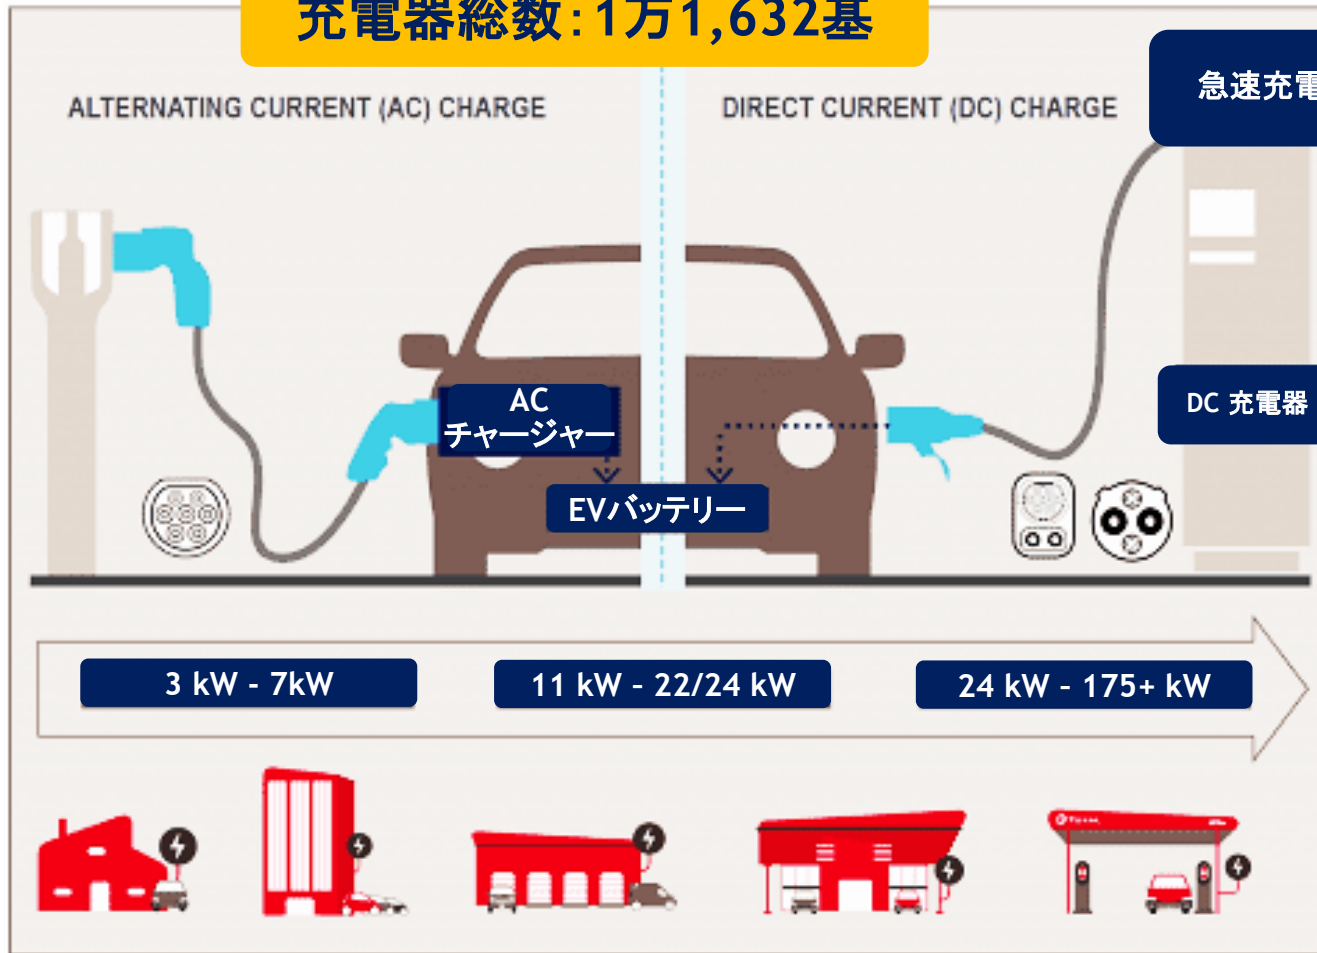 充電器総数：1万1,632基
ALTERNATING CURRENT (AC) CHARGE
DIRECT CURRENT (DC) CHARGE
急速充電
AC
チャージャー
DC 充電器
EVバッテリー
3 kW - 7kW
11 kW - 22/24 kW
24 kW - 175+ kW